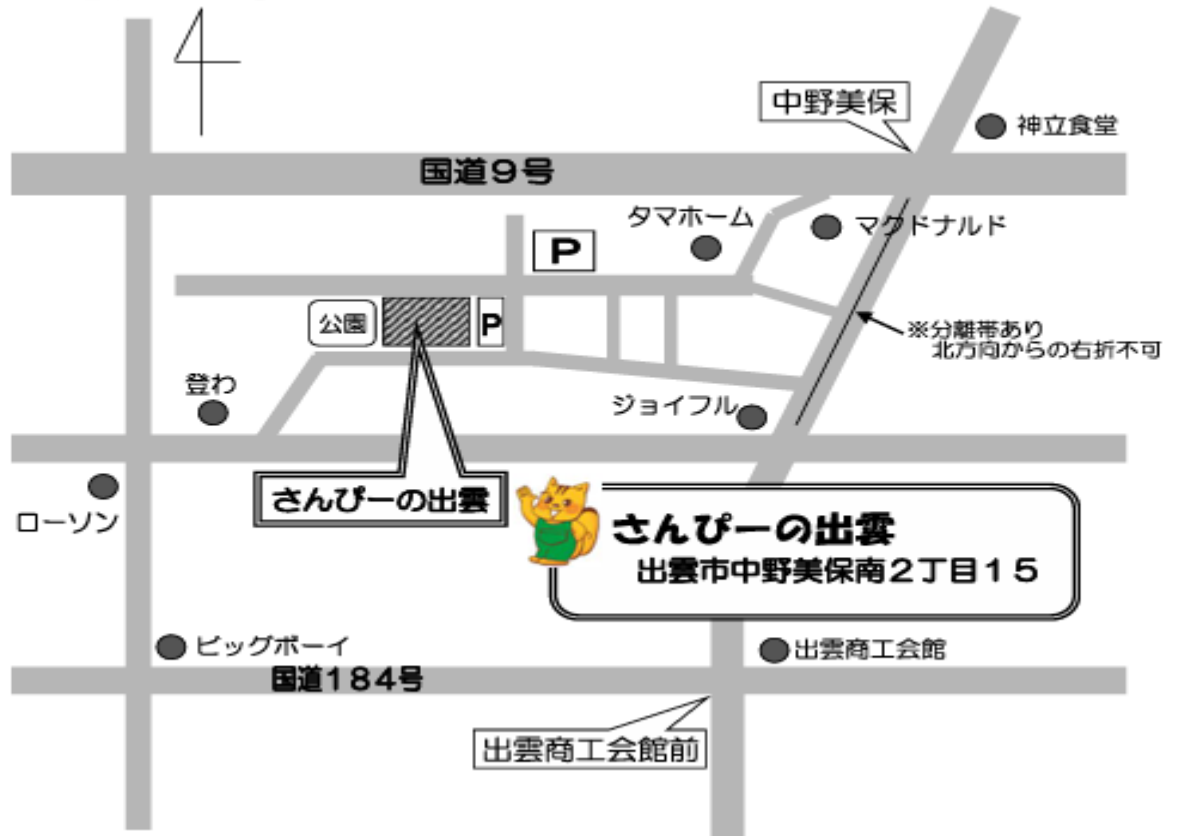 中野美保
神立食堂
国道9号
タマホーム
マクドナルド
P
公園
P
※分離帯あり
北方向からの右折不可
登わ
ジョイフル
さんぴーの出雲
ローソン
さんぴーの出雲
出雲市中野美保南2丁目15
ビッグボーイ
出雲商工会館
国道184号
出雲商工会館前